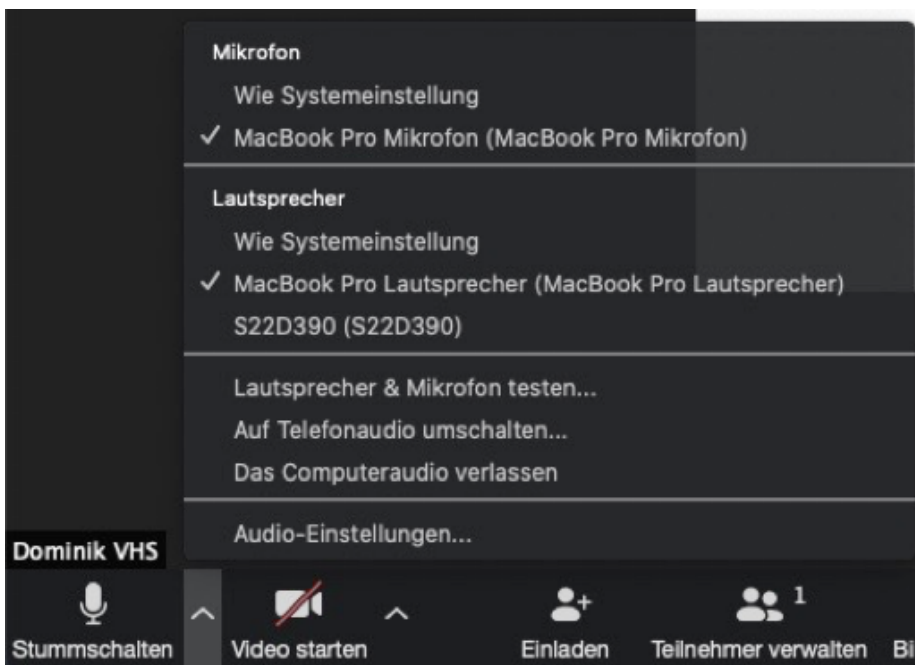 Mikrofon
Wie Systemeinstellung
✓ MacBook Pro Mikrofon (MacBook Pro Mikrofon)
Lautsprecher
Wie Systemeinstellung
✓ MacBook Pro Lautsprecher (MacBook Pro Lautsprecher)
S22D390 (S22D390)
Lautsprecher & Mikrofon testen...
Auf Telefonaudio umschalten...
Das Computeraudio verlassen
Audio-Einstellungen...
Dominik VHS
1
Stummschalten Video starten Einladen Teilnehmer verwalten Bi